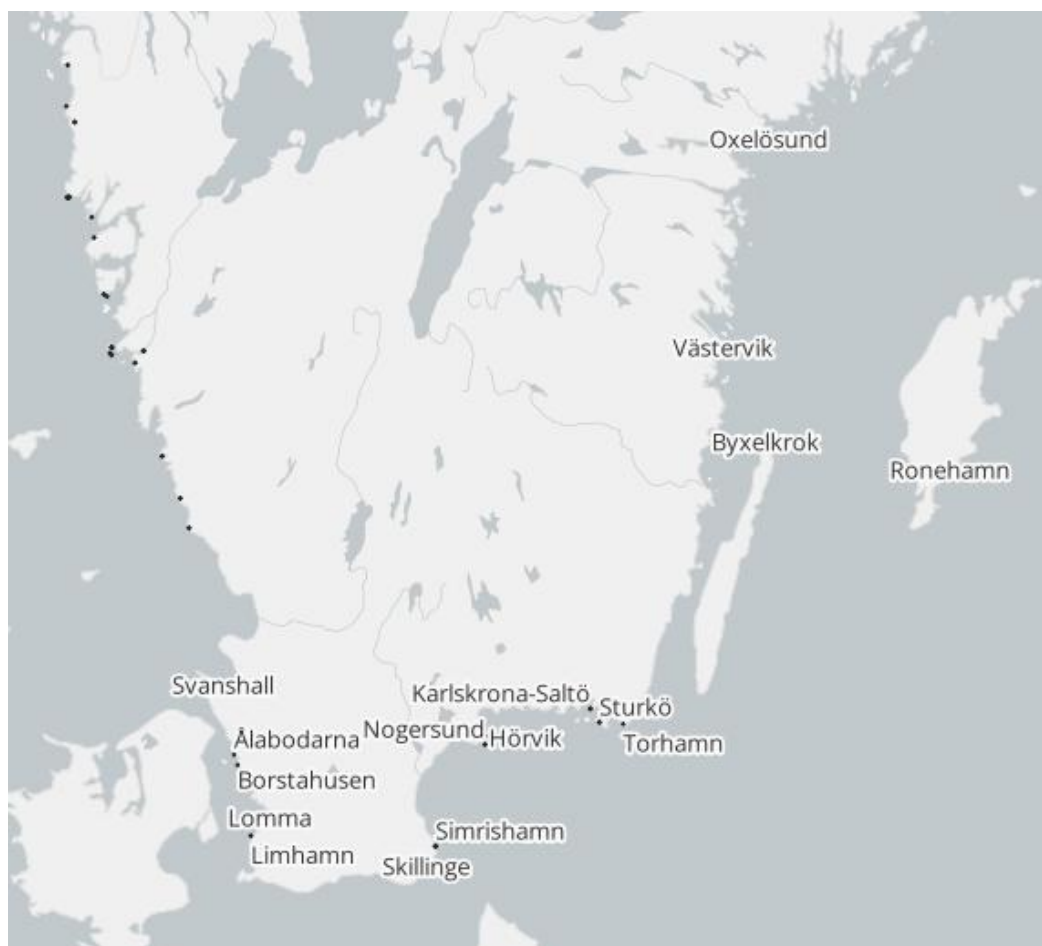 Oxelösund
Västervik
Byxelkrok
Ronehamn
Svanshall
Karlskrona-Saltö
Sturkö
Nogersund
Hörvik
Torhamn
Ålabodarna
Borstahusen
Lomma
Simrishamn
Limhamn
Skillinge